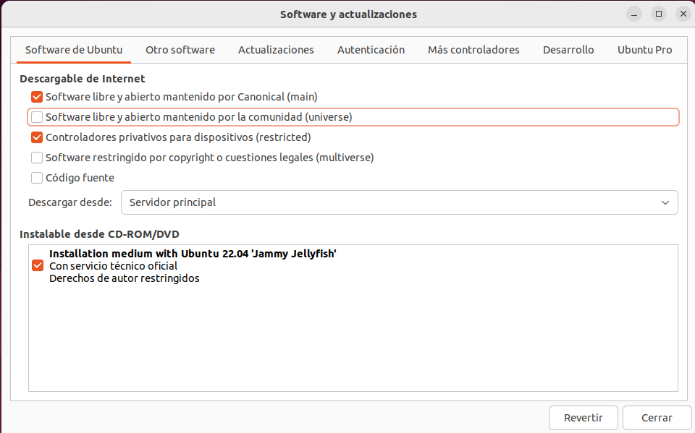 Software y actualizaciones
Software de Ubuntu Otro software Actualizaciones Autenticación Más controladores Desarrollo Ubuntu Pro
Descargable de Internet
Software libre y abierto mantenido por Canonical (main)
Software libre y abierto mantenido por la comunidad (universe)
Controladores privativos para dispositivos (restricted)
Software restringido por copyright o cuestiones legales (multiverse)
Código fuente
Descargar desde: Servidor principal
Instalable desde CD-ROM/DVD
Installation medium with Ubuntu 22.04 'Jammy Jellyfish'
Con servicio técnico oficial
Derechos de autor restringidos
Revertir Cerrar